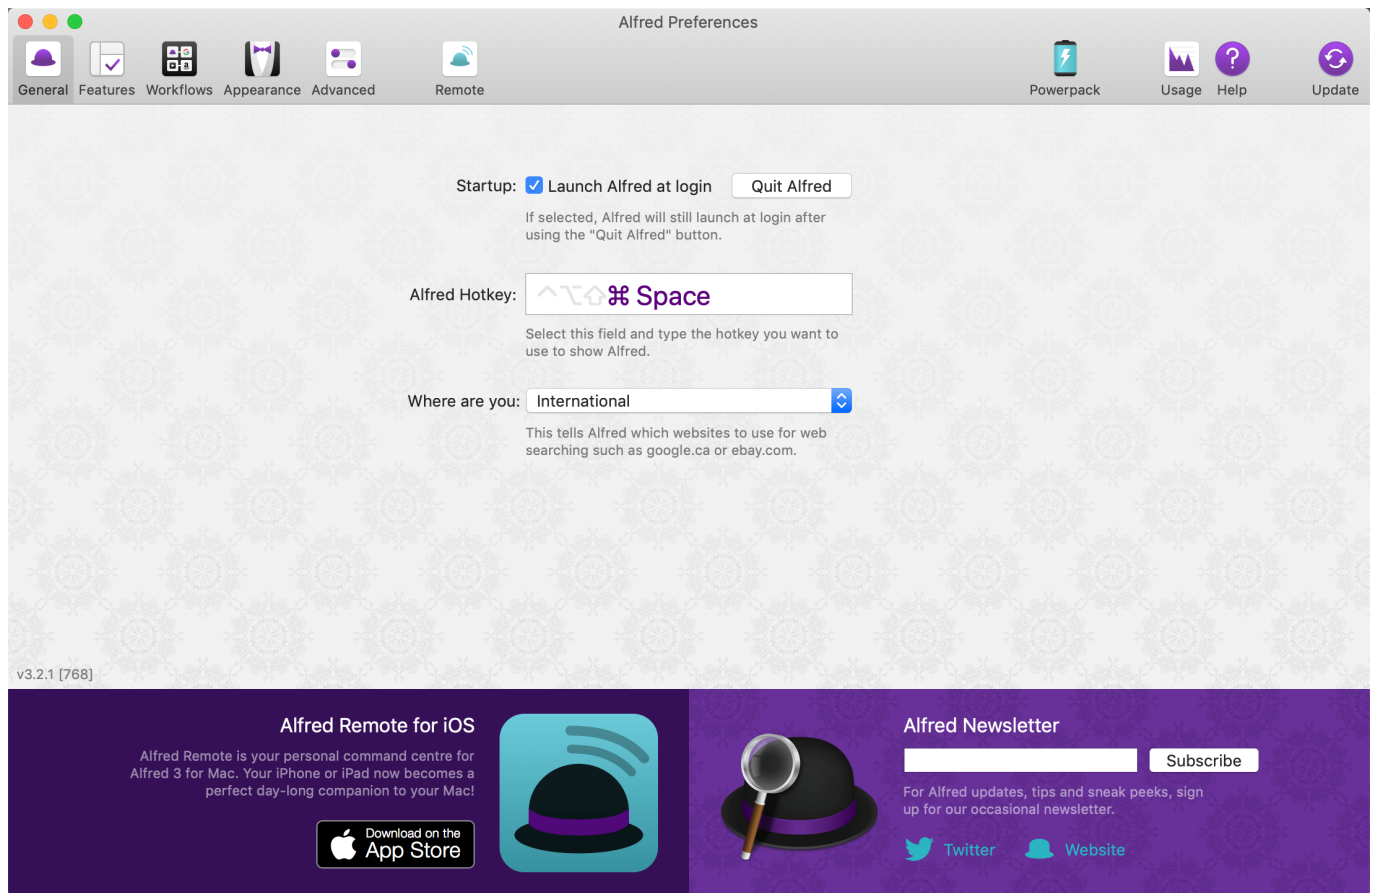 Alfred Preferences
General Features Workflows Appearance Advanced Remote Powerpack Usage Help Update
Startup: Launch Alfred at login Quit Alfred
If selected, Alfred will still launch at login after
using the "Quit Alfred" button.
Alfred Hotkey: ^⌥⇧⌘ Space
Select this field and type the hotkey you want to
use to show Alfred.
Where are you: International
This tells Alfred which websites to use for web
searching such as google.ca or ebay.com.
v3.2.1 [768]
Alfred Remote for iOS
Alfred Remote is your personal command centre for
Alfred 3 for Mac. Your iPhone or iPad now becomes a
perfect day-long companion to your Mac!
Download on the
App Store
Alfred Newsletter
Subscribe
For Alfred updates, tips and sneak peeks, sign
up for our occasional newsletter.
Twitter Website